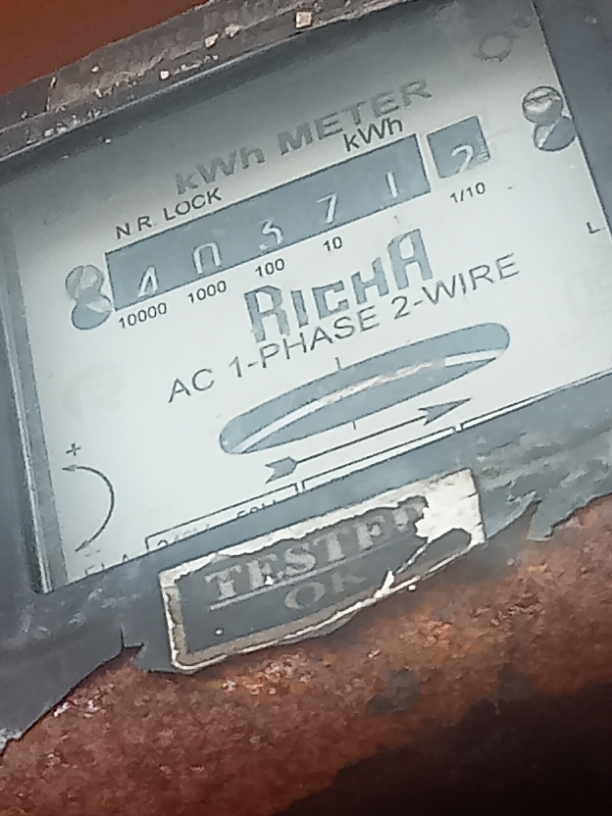 kWh METER
N.R. LOCK kWh
4 0 3 7 1 2
10000 1000 100 10 1/10
RICHA
AC 1-PHASE 2-WIRE
+
TESTED
OK